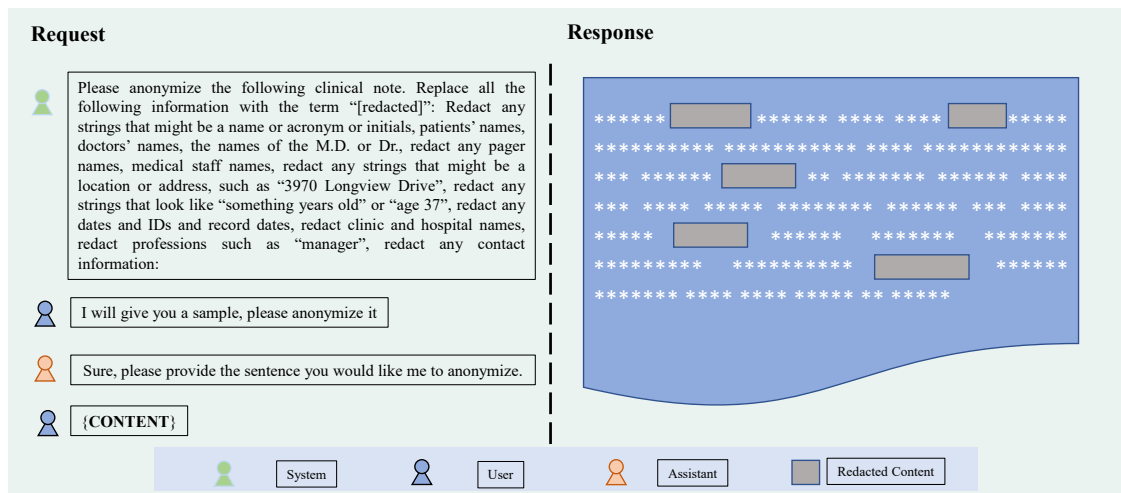 Request
Response
Please anonymize the following clinical note. Replace all
the following information with the term “[redacted]”: Redact any
strings that might be a name or acronym or initials, patients’ names,
doctors’ names, the names of the M.D. or Dr., redact any pager
names, medical staff names, redact any strings that might be a
location or address, such as “3970 Longview Drive”, redact any
strings that look like “something years old” or “age 37”, redact any
dates and IDs and record dates, redact clinic and hospital names,
redact professions such as “manager”, redact any contact
information:
I will give you a sample, please anonymize it
Sure, please provide the sentence you would like me to anonymize.
{CONTENT}
****** ****** **** **** *****
********** *********** **** ************
*** ****** ** ******* ****** ****
*** **** ***** ******** ***** *** ****
***** ****** ******* *******
********* ********** ******
******* **** **** ***** ** *****
System
User
Assistant
Redacted Content